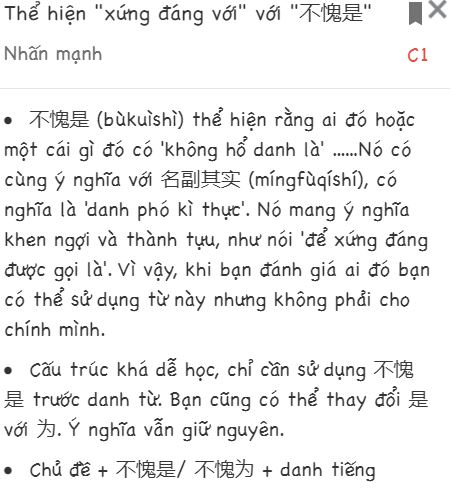 Thể hiện "xứng đáng với" với "不愧是"
Nhấn mạnh
C1
• 不愧是 (bùkuìshì) thể hiện rằng ai đó hoặc
một cái gì đó có 'không hổ danh là' ......Nó có
cùng ý nghĩa với 名副其实 (míngfùqíshí), có
nghĩa là 'danh phó kì thực'. Nó mang ý nghĩa
khen ngợi và thành tựu, như nói 'để xứng đáng
được gọi là'. Vì vậy, khi bạn đánh giá ai đó bạn
có thể sử dụng từ này nhưng không phải cho
chính mình.
• Cấu trúc khá dễ học, chỉ cần sử dụng 不愧
是 trước danh từ. Bạn cũng có thể thay đổi 是
với 为. Ý nghĩa vẫn giữ nguyên.
• Chủ đề + 不愧是/ 不愧为 + danh tiếng